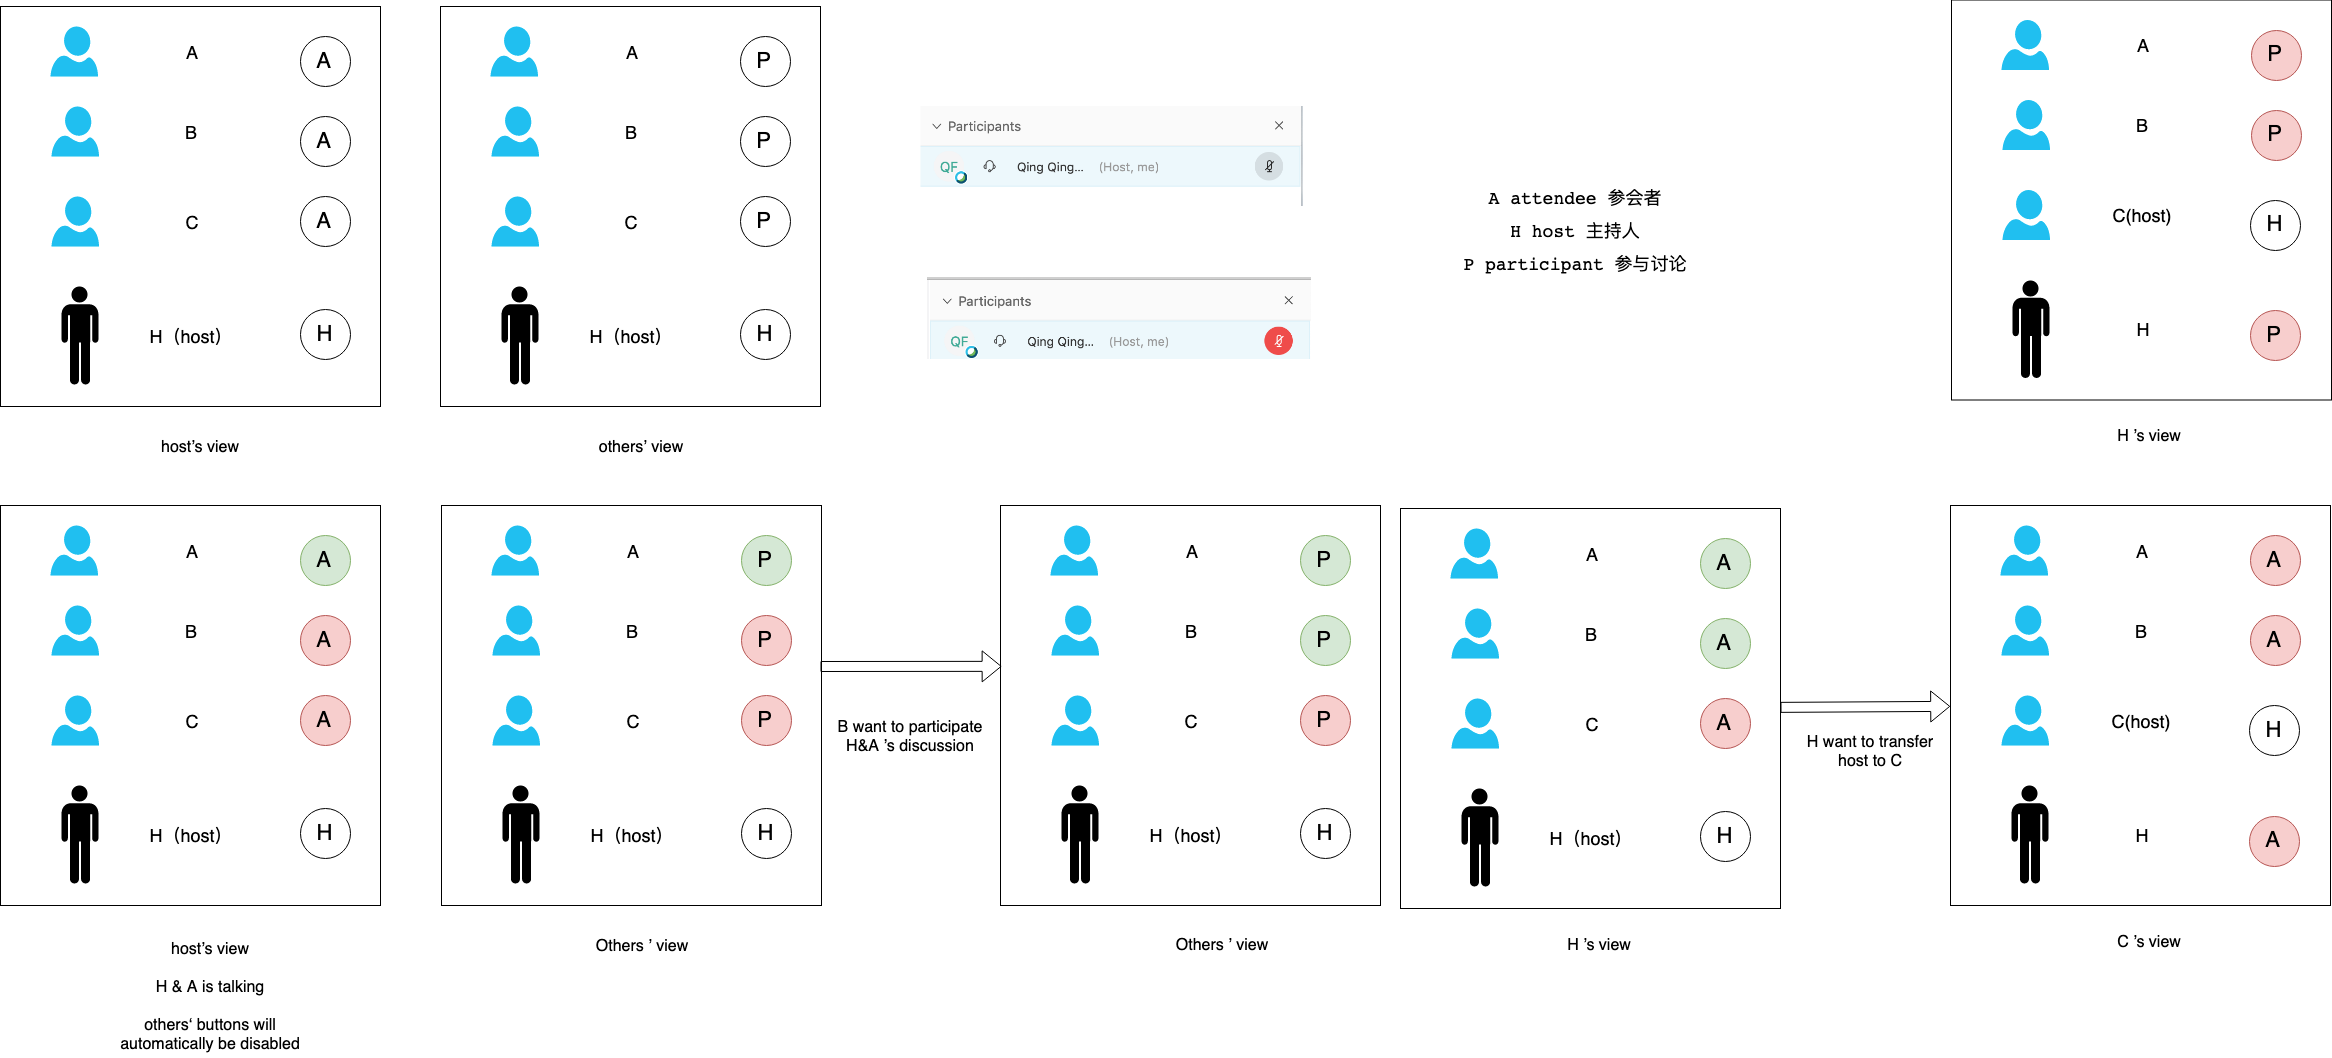 A
A
B
A
C
A
H（host）
H
host's view
A
P
B
P
C
P
H（host）
H
others’ view
Participants
QF
Qing Qing...
(Host, me)
Participants
QF
Qing Qing...
(Host, me)
A attendee 参会者
H host 主持人
P participant 参与讨论
A
P
B
P
C(host)
H
H
P
H ’s view
A
A
B
A
C
A
H（host）
H
host's view
H & A is talking
others‘ buttons will
automatically be disabled
A
P
B
P
C
P
H（host）
H
Others ’ view
B want to participate
H&A ’s discussion
A
P
B
P
C
P
H（host）
H
Others ’ view
A
A
B
A
C
A
H（host）
H
H ’s view
H want to transfer
host to C
A
A
B
A
C(host)
H
H
A
C ’s view